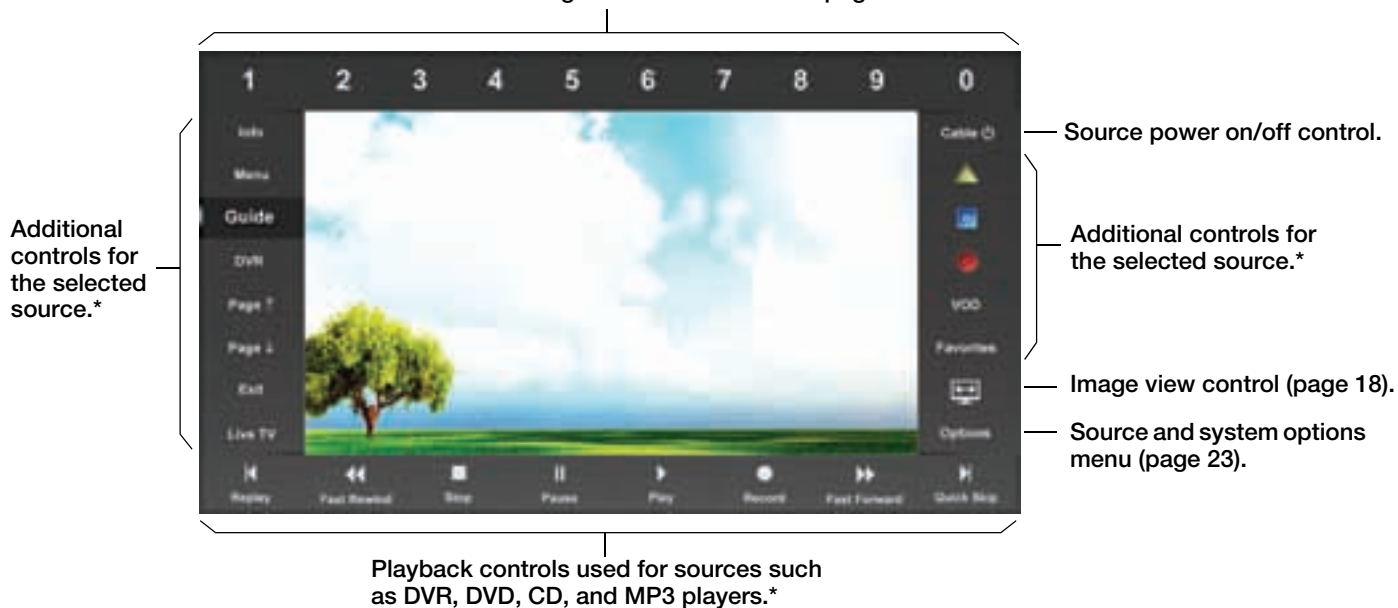 1 2 3 4 5 6 7 8 9 0
Info
Menu
Guide
DVR
Page ↑
Page ↓
Exit
Live TV
Cable
VOD
Favorites
Options
Replay
Fast Rewind
Stop
Pause
Play
Record
Fast Forward
Quick Skip
Additional
controls for
the selected
source.*
Source power on/off control.
Additional controls for
the selected source.*
Image view control (page 18).
Source and system options
menu (page 23).
Playback controls used for sources such
as DVR, DVD, CD, and MP3 players.*